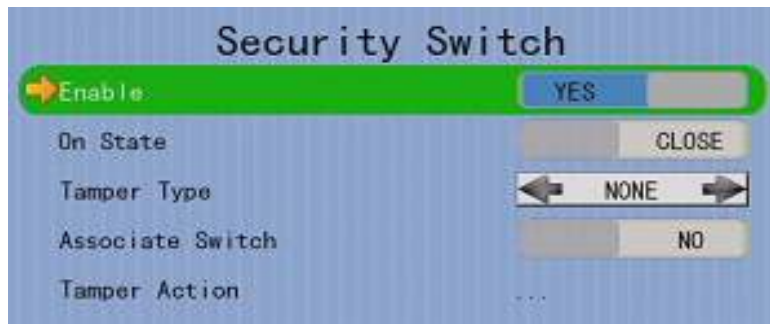 Security Switch
Enable YES
On State CLOSE
Tamper Type NONE
Associate Switch NO
Tamper Action ...